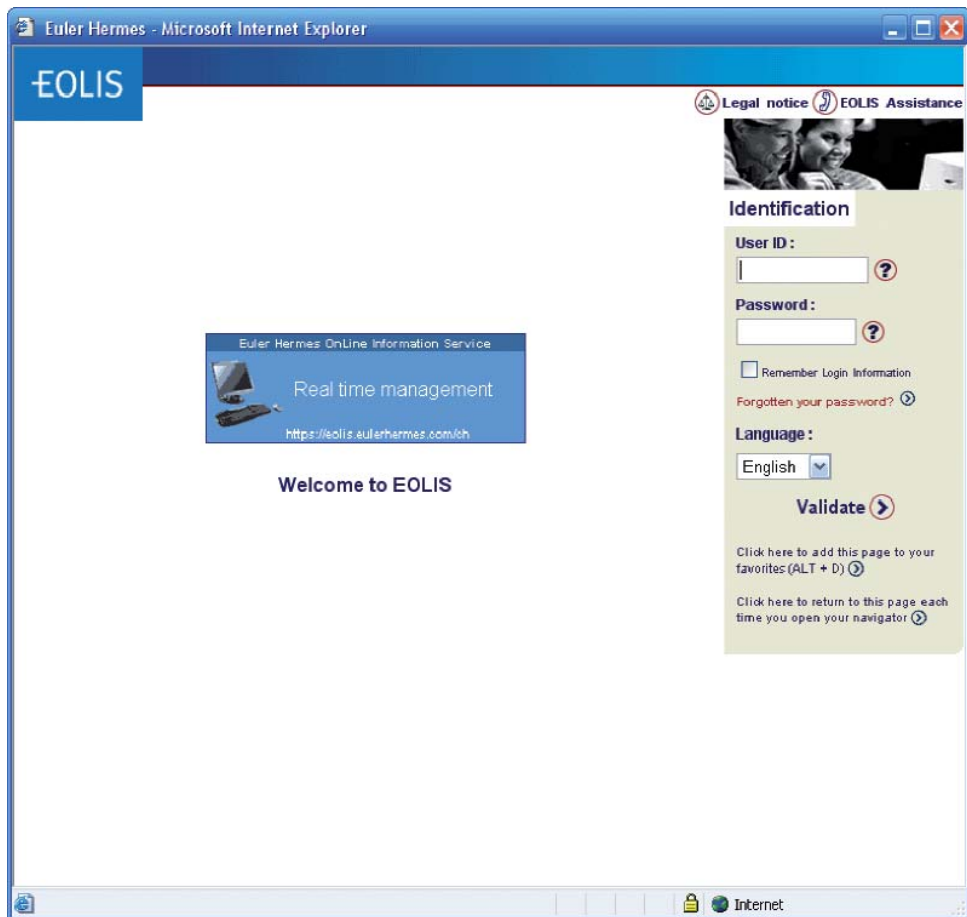 Euler Hermes - Microsoft Internet Explorer
EOLIS
Legal notice EOLIS Assistance
Identification
User ID :
?
Password :
?
Remember Login Information
Forgotten your password?
Language :
English
Validate
Click here to add this page to your
favorites (ALT + D)
Click here to return to this page each
time you open your navigator
Euler Hermes OnLine Information Service
Real time management
https://eolis.eulerhermes.com/ch
Welcome to EOLIS
Internet